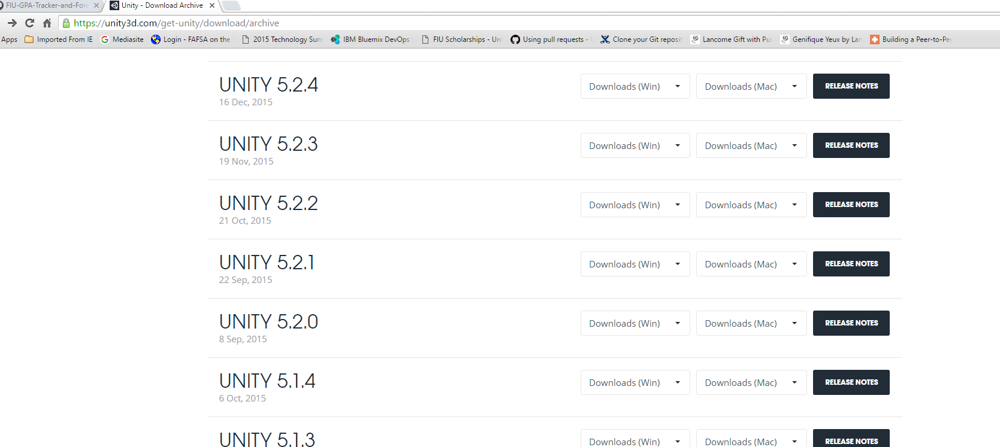 FIU-GPA-Tracker-and-Fore
Unity - Download Archive
https://unity3d.com/get-unity/download/archive
Apps Imported From IE Mediasite Login - FAFSA on the 2015 Technology Sum IBM Bluemix DevOps FIU Scholarships - Un Using pull requests - Clone your Git reposit Lancome Gift with Pur Genifique Yeux by Lan Building a Peer-to-Pee
UNITY 5.2.4 Downloads (Win) Downloads (Mac) RELEASE NOTES
16 Dec, 2015
UNITY 5.2.3 Downloads (Win) Downloads (Mac) RELEASE NOTES
19 Nov, 2015
UNITY 5.2.2 Downloads (Win) Downloads (Mac) RELEASE NOTES
21 Oct, 2015
UNITY 5.2.1 Downloads (Win) Downloads (Mac) RELEASE NOTES
22 Sep, 2015
UNITY 5.2.0 Downloads (Win) Downloads (Mac) RELEASE NOTES
8 Sep, 2015
UNITY 5.1.4 Downloads (Win) Downloads (Mac) RELEASE NOTES
6 Oct, 2015
UNITY 5.1.3 Downloads (Win) Downloads (Mac) RELEASE NOTES